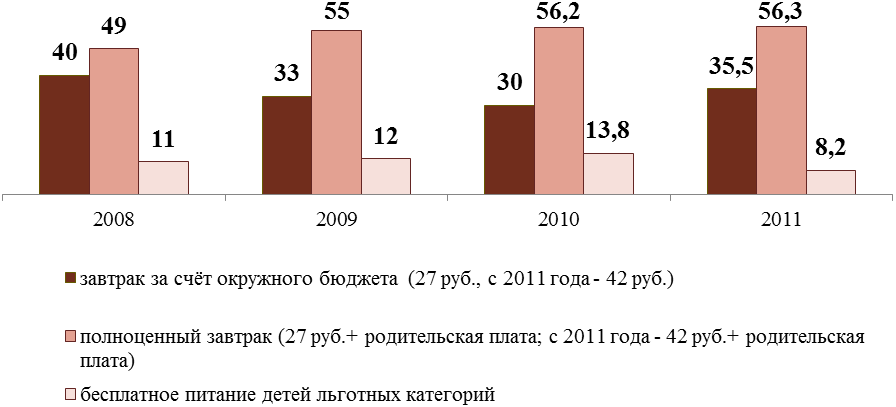 40 49 11
33 55 12
30 56,2 13,8
35,5 56,3 8,2
2008 2009 2010 2011
завтрак за счёт окружного бюджета (27 руб., с 2011 года - 42 руб.)
полноценный завтрак (27 руб.+ родительская плата; с 2011 года - 42 руб.+ родительская
плата)
бесплатное питание детей льготных категорий